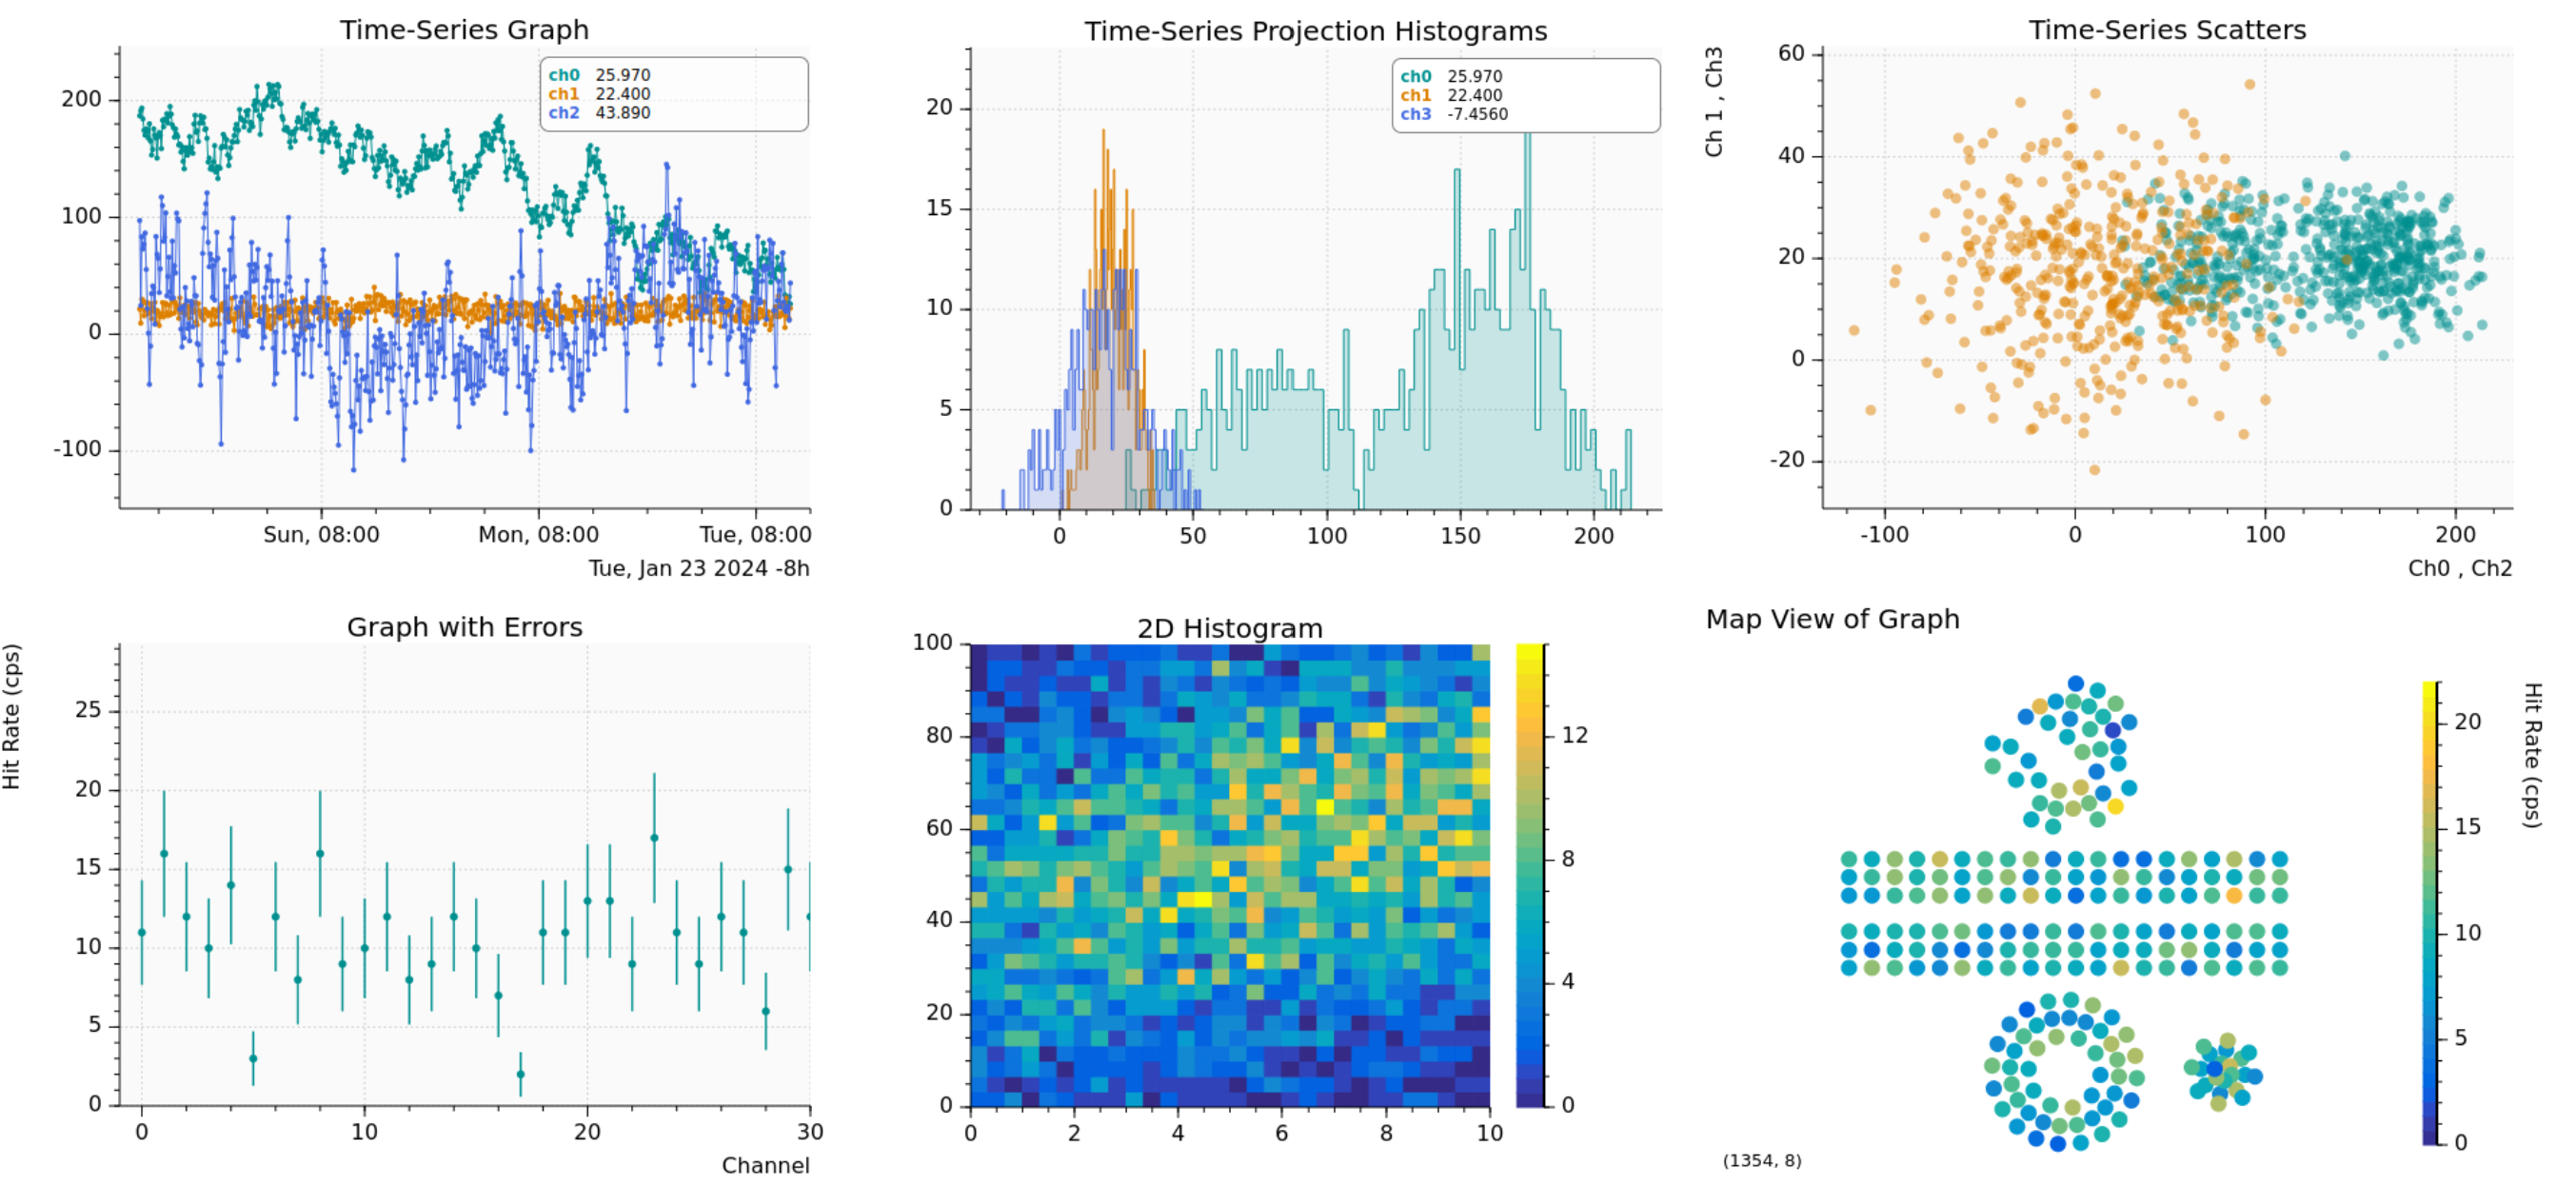 Time-Series Graph
200
100
0
-100
ch0 25.970
ch1 22.400
ch2 43.890
Sun, 08:00 Mon, 08:00 Tue, 08:00
Tue, Jan 23 2024 -8h
Time-Series Projection Histograms
20
15
10
5
0
ch0 25.970
ch1 22.400
ch3 -7.4560
0 50 100 150 200
Time-Series Scatters
Ch 1 , Ch3
60
40
20
0
-20
-100 0 100 200
Ch0 , Ch2
Graph with Errors
Hit Rate (cps)
25
20
15
10
5
0
0 10 20 30
Channel
2D Histogram
100
80
60
40
20
0
0 2 4 6 8 10
12
8
4
0
Map View of Graph
20
15
10
5
0
Hit Rate (cps)
(1354, 8)